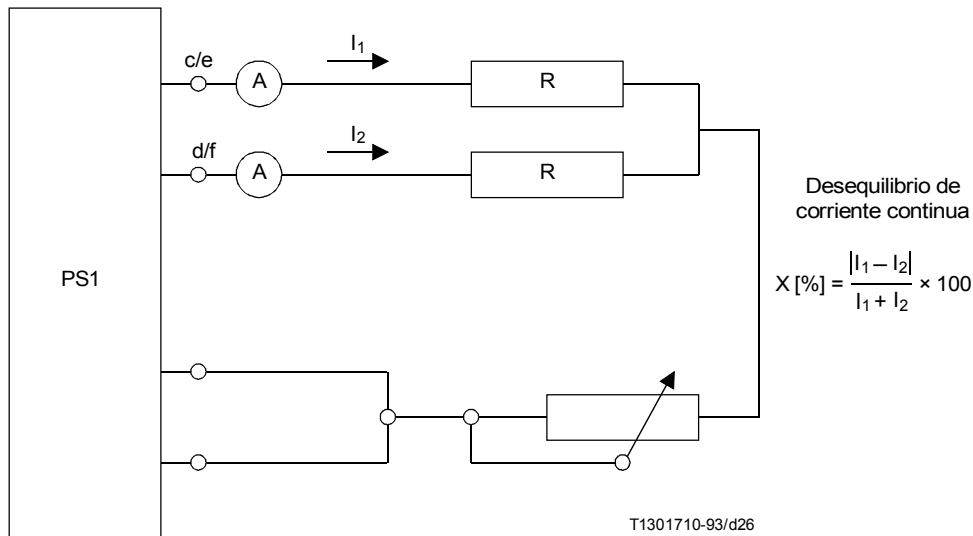 c/e
A
I1
R
d/f
A
I2
R
PS1
Desequilibrio de
corriente continua
X [%] = |I1 – I2| / I1 + I2 × 100
T1301710-93/d26